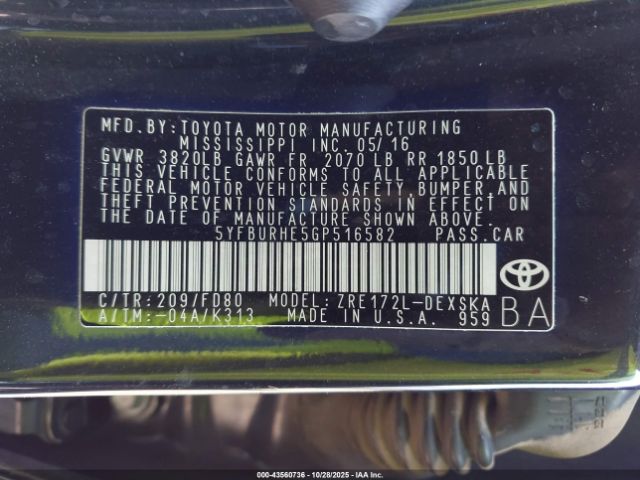 MFD.BY:TOYOTA MOTOR MANUFACTURING
MISSISSIPPI INC. 05/16
GVWR 3820LB GAWR FR 2070LB RR 1850LB
THIS VEHICLE CONFORMS TO ALL APPLICABLE
FEDERAL MOTOR VEHICLE SAFETY, BUMPER, AND
THEFT PREVENTION STANDARDS IN EFFECT ON
THE DATE OF MANUFACTURE SHOWN ABOVE.
5YFBURHE5GP516582 PASS.CAR
C/TR:209/FD80 MODEL:ZRE172L-DEXSKA
A/TM:-04A/K313 MADE IN U.S.A. 959
BA
000-43560736 | 10/28/2025 | IAAI, Inc.